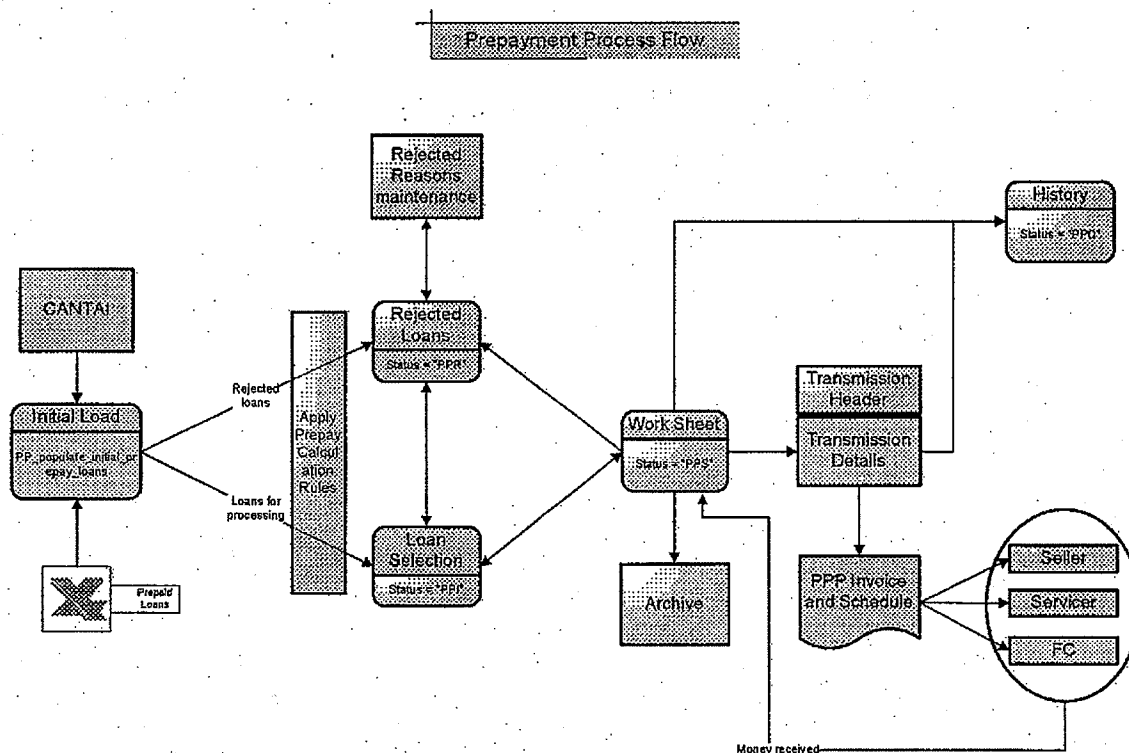 Prepayment Process Flow
Rejected
Reasons
maintenance
History
Status = "PPC"
CANTAI
Rejected
Loans
Status = "PPR"
Rejected
loans
Apply
Prepay
Calcul
ation
Rules
Initial Load
PP_populate_initial_pr
epay_loans
Transmission
Header
Transmission
Details
Work Sheet
Status = "PPS"
Loans for
processing
Loan
Selection
Status = "PPI"
Prepaid
Loans
Archive
PPP Invoice
and Schedule
Seller
Servicer
FC
Money received